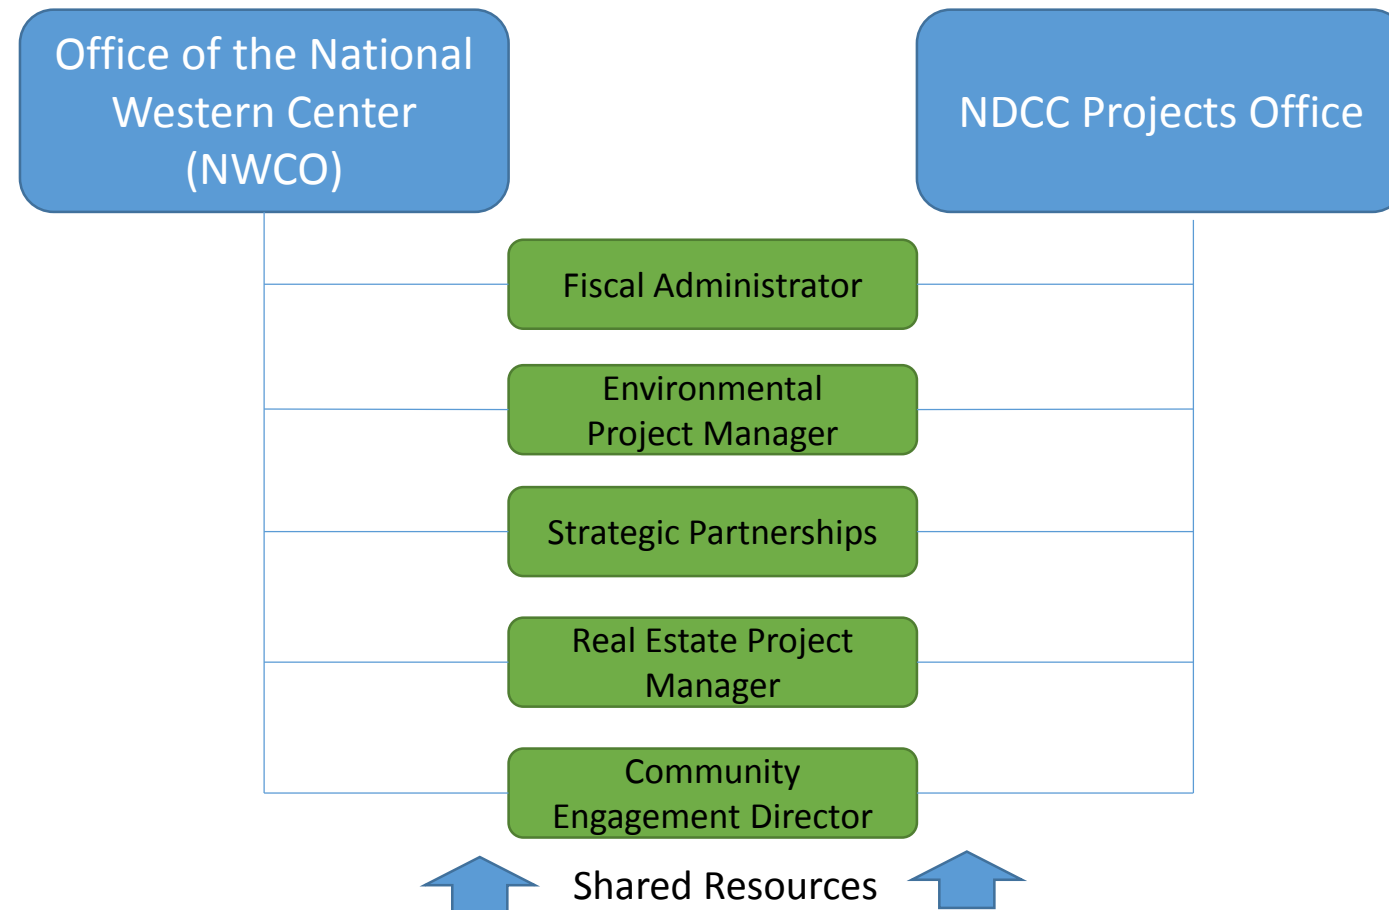 Office of the National
Western Center
(NWCO)
NDCC Projects Office
Fiscal Administrator
Environmental
Project Manager
Strategic Partnerships
Real Estate Project
Manager
Community
Engagement Director
Shared Resources